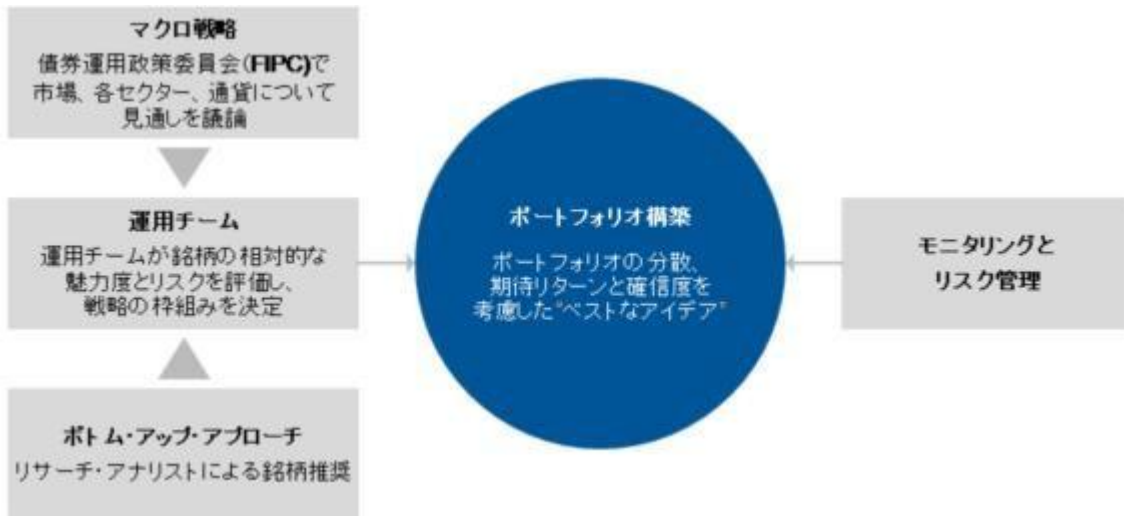 マクロ戦略
債券運用政策委員会(FIPC)で
市場、各セクター、通貨について
見通しを議論
運用チーム
運用チームが銘柄の相対的な
魅力度とリスクを評価し、
戦略の枠組みを決定
ボトム・アップ・アプローチ
リサーチ・アナリストによる銘柄推奨
ポートフォリオ構築
ポートフォリオの分散、
期待リターンと確信度を
考慮した“ベストなアイデア”
モニタリングと
リスク管理